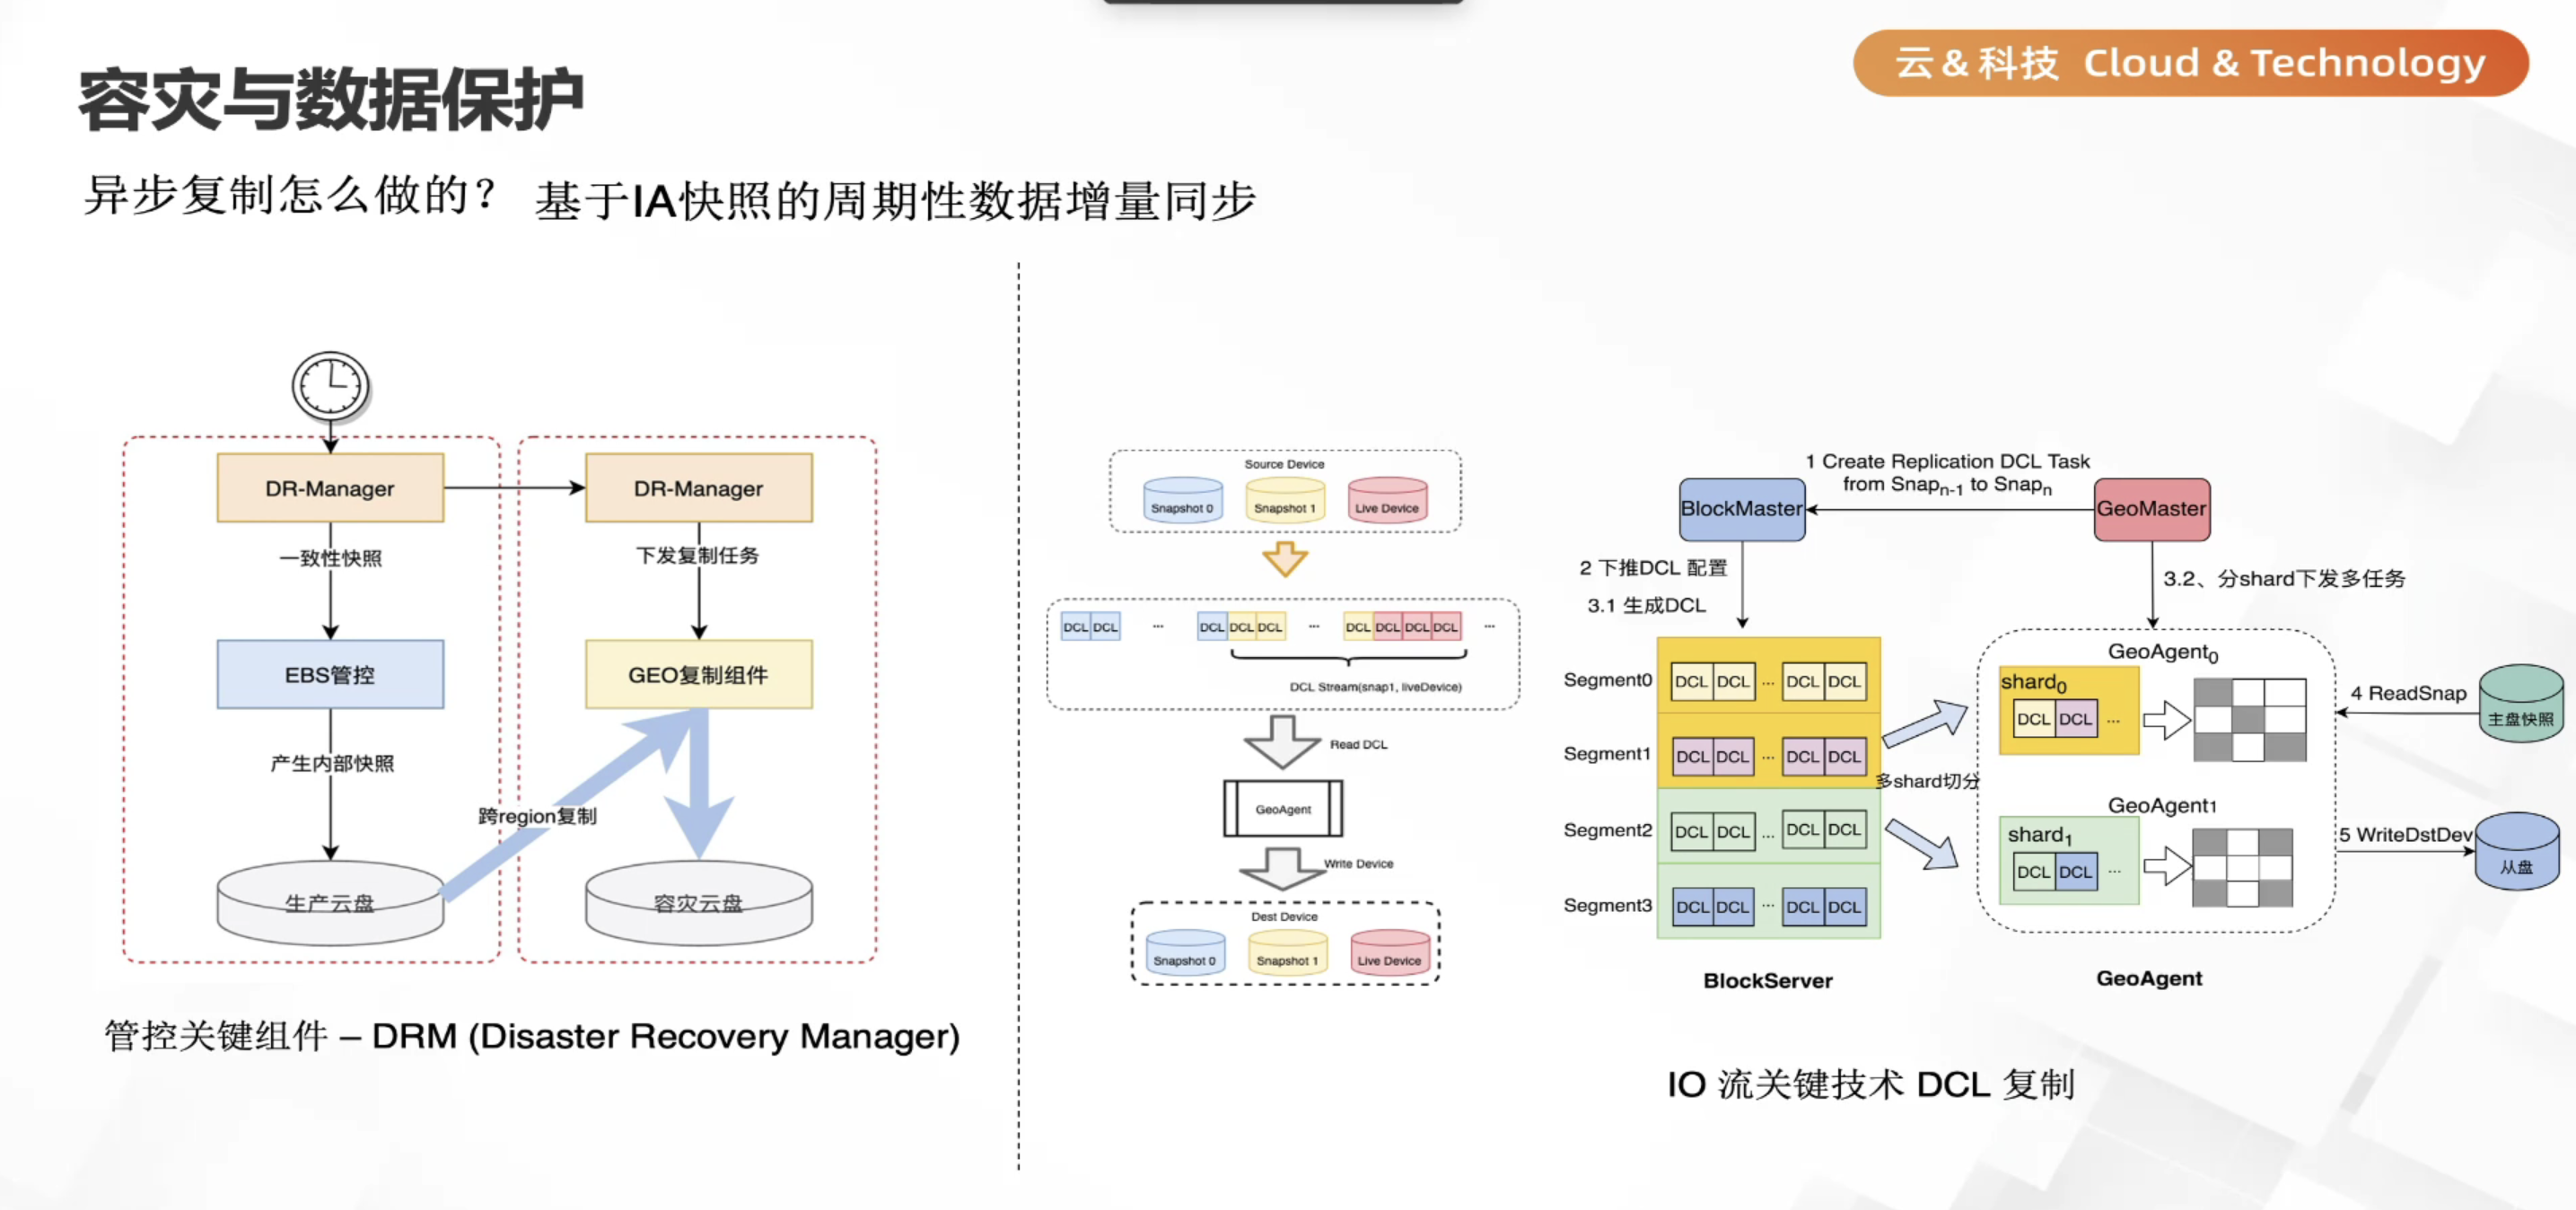 云 & 科技 Cloud & Technology
容灾与数据保护
异步复制怎么做的? 基于IA快照的周期性数据增量同步
DR-Manager
DR-Manager
一致性快照
下发复制任务
EBS管控
GEO复制组件
产生内部快照
跨region复制
生产云盘
容灾云盘
管控关键组件 – DRM (Disaster Recovery Manager)
Source Device
Snapshot 0
Snapshot 1
Live Device
DCL DCL ... DCL DCL DCL ... DCL DCL DCL DCL ...
DCL Stream(snap1, liveDevice)
Read DCL
GeoAgent
Write Device
Dest Device
Snapshot 0
Snapshot 1
Live Device
1 Create Replication DCL Task
from Snapn-1 to Snapn
BlockMaster
GeoMaster
2 下推DCL 配置
3.1 生成DCL
3.2、分shard下发多任务
Segment0
DCL DCL ... DCL DCL
Segment1
DCL DCL ... DCL DCL
Segment2
DCL DCL ... DCL DCL
Segment3
DCL DCL ... DCL DCL
多shard切分
GeoAgent0
shard0
DCL DCL ...
GeoAgent1
shard1
DCL DCL ...
4 ReadSnap
主盘快照
5 WriteDstDev
从盘
BlockServer
GeoAgent
IO 流关键技术 DCL 复制